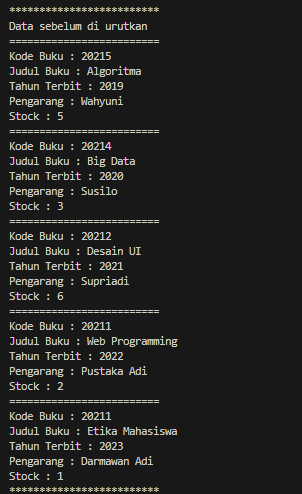 *************************
Data sebelum di urutkan
=========================
Kode Buku : 20215
Judul Buku : Algoritma
Tahun Terbit : 2019
Pengarang : Wahyuni
Stock : 5
=========================
Kode Buku : 20214
Judul Buku : Big Data
Tahun Terbit : 2020
Pengarang : Susilo
Stock : 3
=========================
Kode Buku : 20212
Judul Buku : Desain UI
Tahun Terbit : 2021
Pengarang : Supriadi
Stock : 6
=========================
Kode Buku : 20211
Judul Buku : Web Programming
Tahun Terbit : 2022
Pengarang : Pustaka Adi
Stock : 2
=========================
Kode Buku : 20211
Judul Buku : Etika Mahasiswa
Tahun Terbit : 2023
Pengarang : Darmawan Adi
Stock : 1
*************************